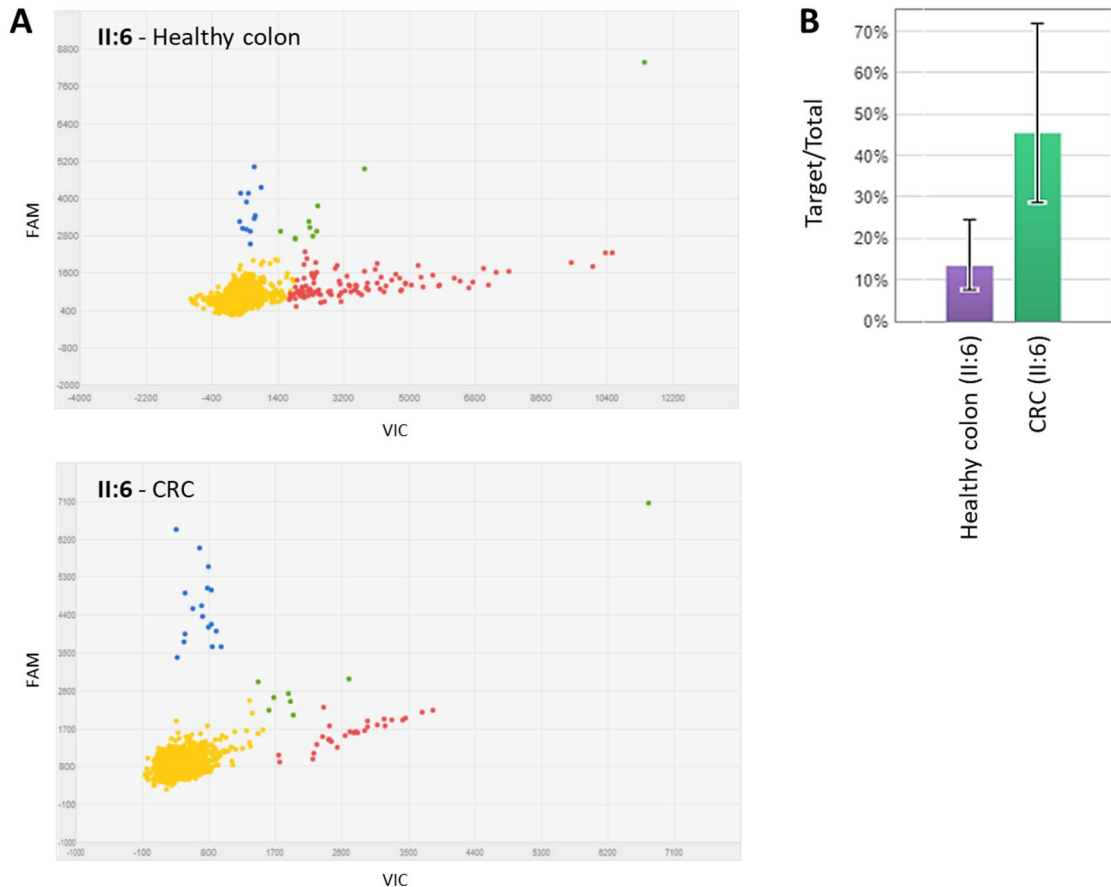 A
II:6 - Healthy colon
FAM
8800
7600
6400
5200
4000
2800
1600
400
-800
-2000
-4000 -2200 -400 1400 3200 5000 6800 8600 10400 12200
VIC
B
Target/Total
70%
60%
50%
40%
30%
20%
10%
0%
Healthy colon (II:6)
CRC (II:6)
II:6 - CRC
FAM
7100
6200
5300
4400
3500
2800
1700
800
-100
-1000
-1000 -100 800 1700 2800 3500 4400 5300 6200 7100
VIC